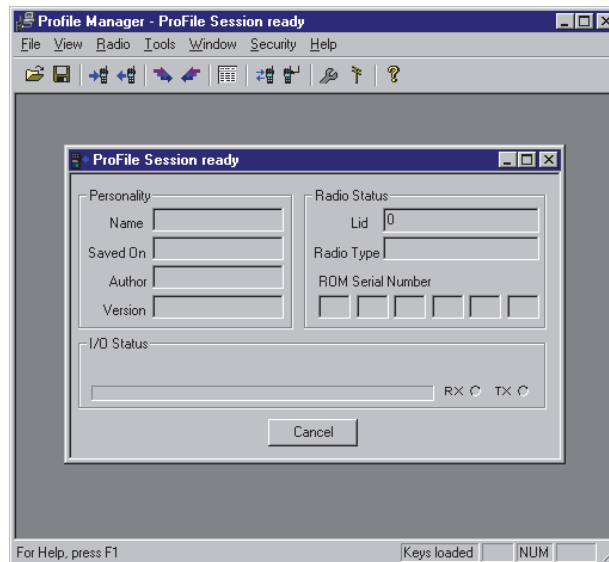 Profile Manager - ProFile Session ready
File View Radio Tools Window Security Help
ProFile Session ready
Personality
Name
Saved On
Author
Version
Radio Status
Lid 0
Radio Type
ROM Serial Number
I/O Status
RX TX
Cancel
For Help, press F1 Keys loaded NUM